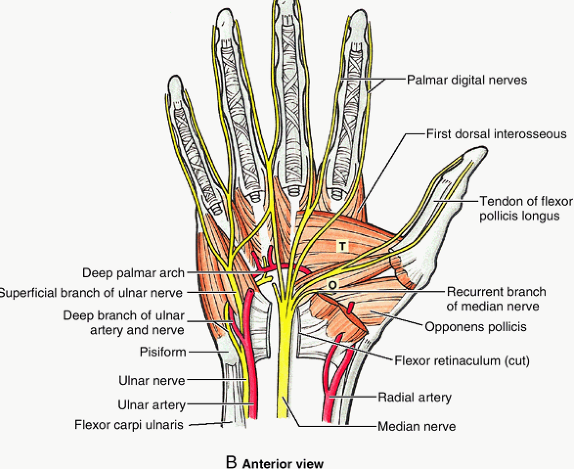 Palmar digital nerves
First dorsal interosseous
Tendon of flexor
pollicis longus
T
Deep palmar arch
O
Superficial branch of ulnar nerve
Recurrent branch
of median nerve
Deep branch of ulnar
artery and nerve
Opponens pollicis
Pisiform
Flexor retinaculum (cut)
Ulnar nerve
Ulnar artery
Radial artery
Flexor carpi ulnaris
Median nerve
B Anterior view